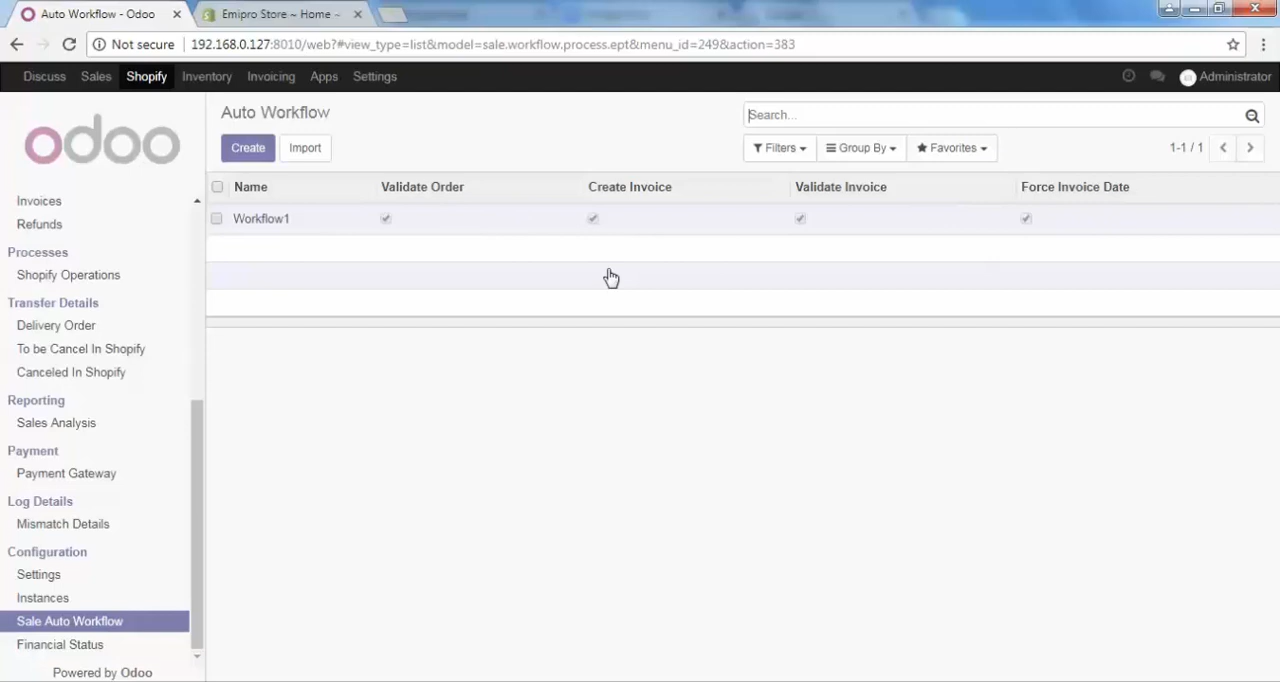 Auto Workflow - Odoo
Emipro Store ~ Home ~
Not secure
192.168.0.127:8010/web?#view_type=list&model=sale.workflow.process.ept&menu_id=249&action=383
Discuss Sales Shopify Inventory Invoicing Apps Settings Administrator
odoo
Auto Workflow
Search...
Create Import
Filters Group By Favorites 1-1 / 1
Name Validate Order Create Invoice Validate Invoice Force Invoice Date
Workflow1
Invoices
Refunds
Processes
Shopify Operations
Transfer Details
Delivery Order
To be Cancel In Shopify
Canceled In Shopify
Reporting
Sales Analysis
Payment
Payment Gateway
Log Details
Mismatch Details
Configuration
Settings
Instances
Sale Auto Workflow
Financial Status
Powered by Odoo